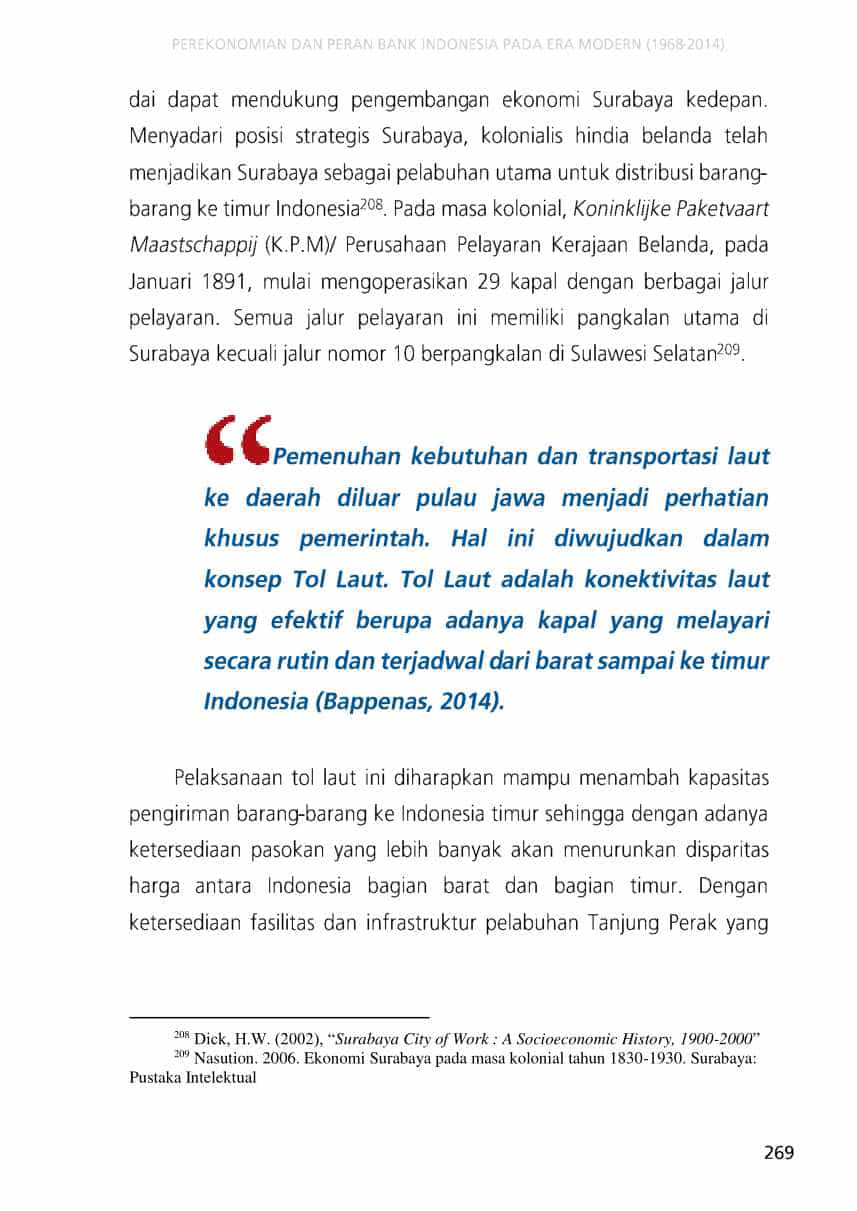 PEREKONOMIAN DAN PERAN BANK INDONESIA PADA ERA MODERN (1968-2014)
dai dapat mendukung pengembangan ekonomi Surabaya kedepan.
Menyadari posisi strategis Surabaya, kolonialis hindia belanda telah
menjadikan Surabaya sebagai pelabuhan utama untuk distribusi barang-
barang ke timur Indonesia208. Pada masa kolonial, Koninklijke Paketvaart
Maastschappij (K.P.M)/ Perusahaan Pelayaran Kerajaan Belanda, pada
Januari 1891, mulai mengoperasikan 29 kapal dengan berbagai jalur
pelayaran. Semua jalur pelayaran ini memiliki pangkalan utama di
Surabaya kecuali jalur nomor 10 berpangkalan di Sulawesi Selatan209.
“Pemenuhan kebutuhan dan transportasi laut
ke daerah diluar pulau jawa menjadi perhatian
khusus pemerintah. Hal ini diwujudkan dalam
konsep Tol Laut. Tol Laut adalah konektivitas laut
yang efektif berupa adanya kapal yang melayari
secara rutin dan terjadwal dari barat sampai ke timur
Indonesia (Bappenas, 2014).
Pelaksanaan tol laut ini diharapkan mampu menambah kapasitas
pengiriman barang-barang ke Indonesia timur sehingga dengan adanya
ketersediaan pasokan yang lebih banyak akan menurunkan disparitas
harga antara Indonesia bagian barat dan bagian timur. Dengan
ketersediaan fasilitas dan infrastruktur pelabuhan Tanjung Perak yang
208 Dick, H.W. (2002), “Surabaya City of Work : A Socioeconomic History, 1900-2000”
209 Nasution. 2006. Ekonomi Surabaya pada masa kolonial tahun 1830-1930. Surabaya:
Pustaka Intelektual
269